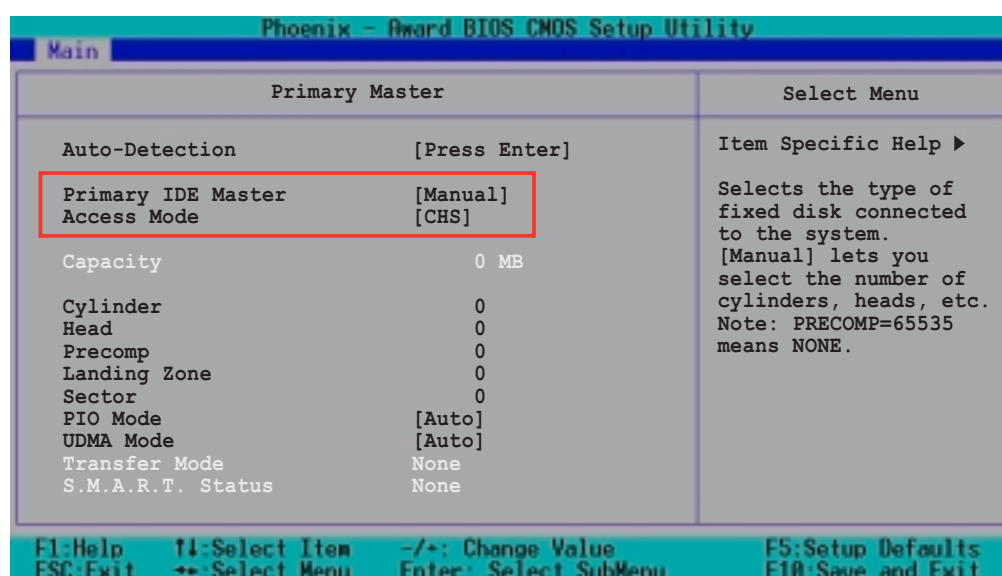 Phoenix - Award BIOS CMOS Setup Utility
Main
Primary Master
Select Menu
Auto-Detection [Press Enter]
Primary IDE Master [Manual]
Access Mode [CHS]
Capacity 0 MB
Cylinder 0
Head 0
Precomp 0
Landing Zone 0
Sector 0
PIO Mode [Auto]
UDMA Mode [Auto]
Transfer Mode None
S.M.A.R.T. Status None
Item Specific Help ▶
Selects the type of
fixed disk connected
to the system.
[Manual] lets you
select the number of
cylinders, heads, etc.
Note: PRECOMP=65535
means NONE.
F1:Help ↑↓:Select Item -/+: Change Value F5:Setup Defaults
ESC:Exit ←→:Select Menu Enter: Select SubMenu F10:Save and Exit